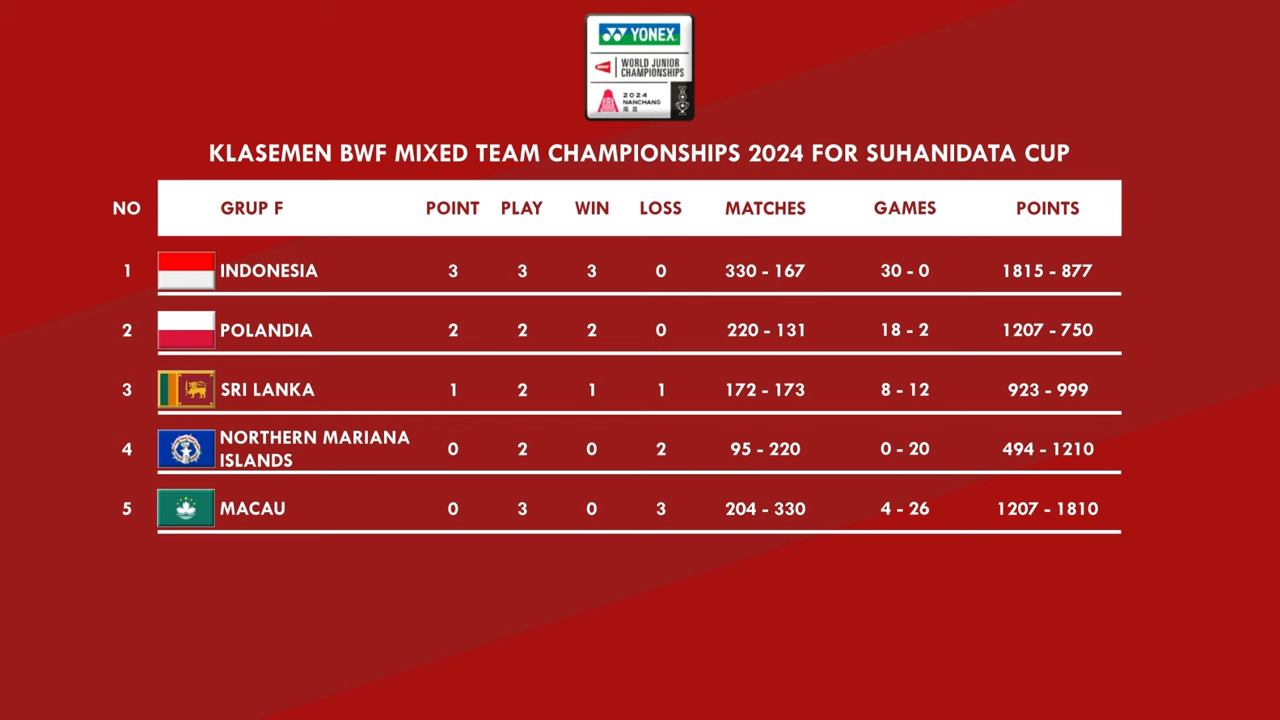 YONEX
WORLD JUNIOR
CHAMPIONSHIPS
2024
NANCHANG
KLASEMEN BWF MIXED TEAM CHAMPIONSHIPS 2024 FOR SUHANIDATA CUP
NO GRUP F POINT PLAY WIN LOSS MATCHES GAMES POINTS
1 INDONESIA 3 3 3 0 330 - 167 30 - 0 1815 - 877
2 POLANDIA 2 2 2 0 220 - 131 18 - 2 1207 - 750
3 SRI LANKA 1 2 1 1 172 - 173 8 - 12 923 - 999
4 NORTHERN MARIANA ISLANDS 0 2 0 2 95 - 220 0 - 20 494 - 1210
5 MACAU 0 3 0 3 204 - 330 4 - 26 1207 - 1810